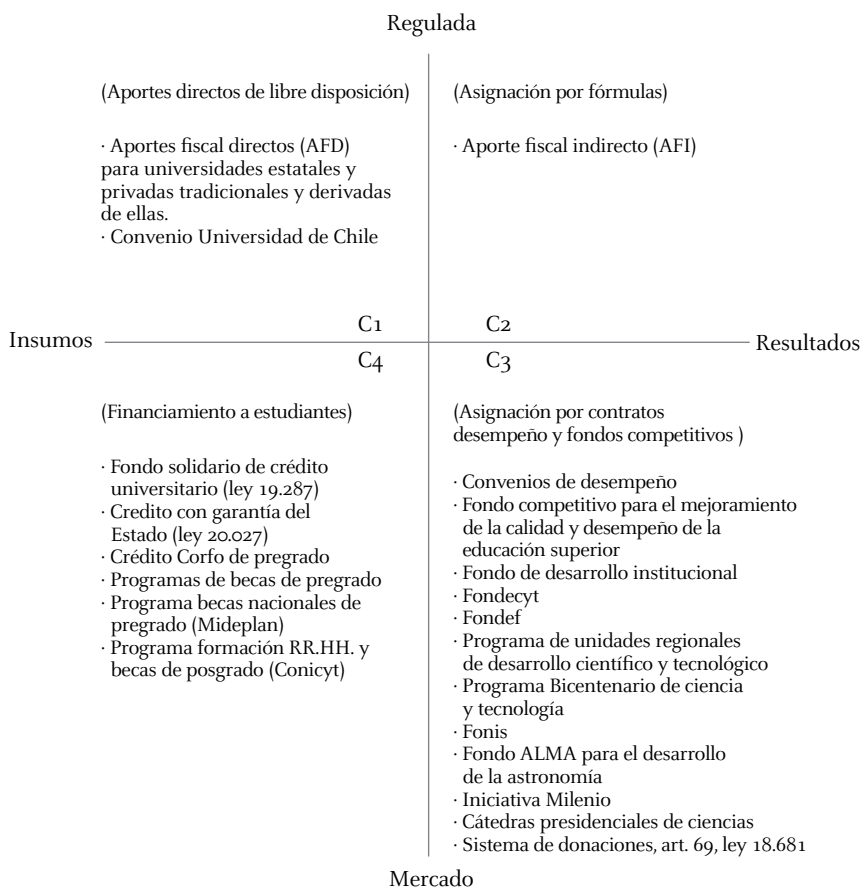 Regulada
(Aportes directos de libre disposición)
· Aportes fiscal directos (AFD)
para universidades estatales y
privadas tradicionales y derivadas
de ellas.
· Convenio Universidad de Chile
(Asignación por fórmulas)
· Aporte fiscal indirecto (AFI)
C1
C2
Insumos
Resultados
C4
C3
(Financiamiento a estudiantes)
· Fondo solidario de crédito
universitario (ley 19.287)
· Credito con garantía del
Estado (ley 20.027)
· Crédito Corfo de pregrado
· Programas de becas de pregrado
· Programa becas nacionales de
pregrado (Mideplan)
· Programa formación RR.HH. y
becas de posgrado (Conicyt)
(Asignación por contratos
desempeño y fondos competitivos )
· Convenios de desempeño
· Fondo competitivo para el mejoramiento
de la calidad y desempeño de la
educación superior
· Fondo de desarrollo institucional
· Fondecyt
· Fondef
· Programa de unidades regionales
de desarrollo científico y tecnológico
· Programa Bicentenario de ciencia
y tecnología
· Fonis
· Fondo ALMA para el desarrollo
de la astronomía
· Iniciativa Milenio
· Cátedras presidenciales de ciencias
· Sistema de donaciones, art. 69, ley 18.681
Mercado